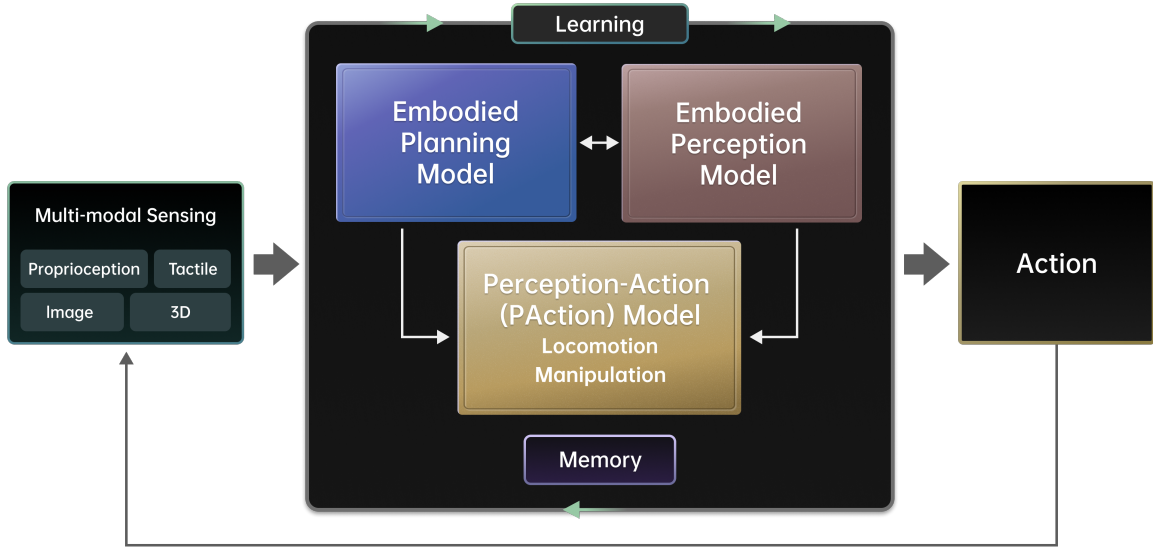 Learning
Embodied
Planning
Model
Embodied
Perception
Model
Multi-modal Sensing
Proprioception
Tactile
Image
3D
Perception-Action
(PAction) Model
Locomotion
Manipulation
Memory
Action